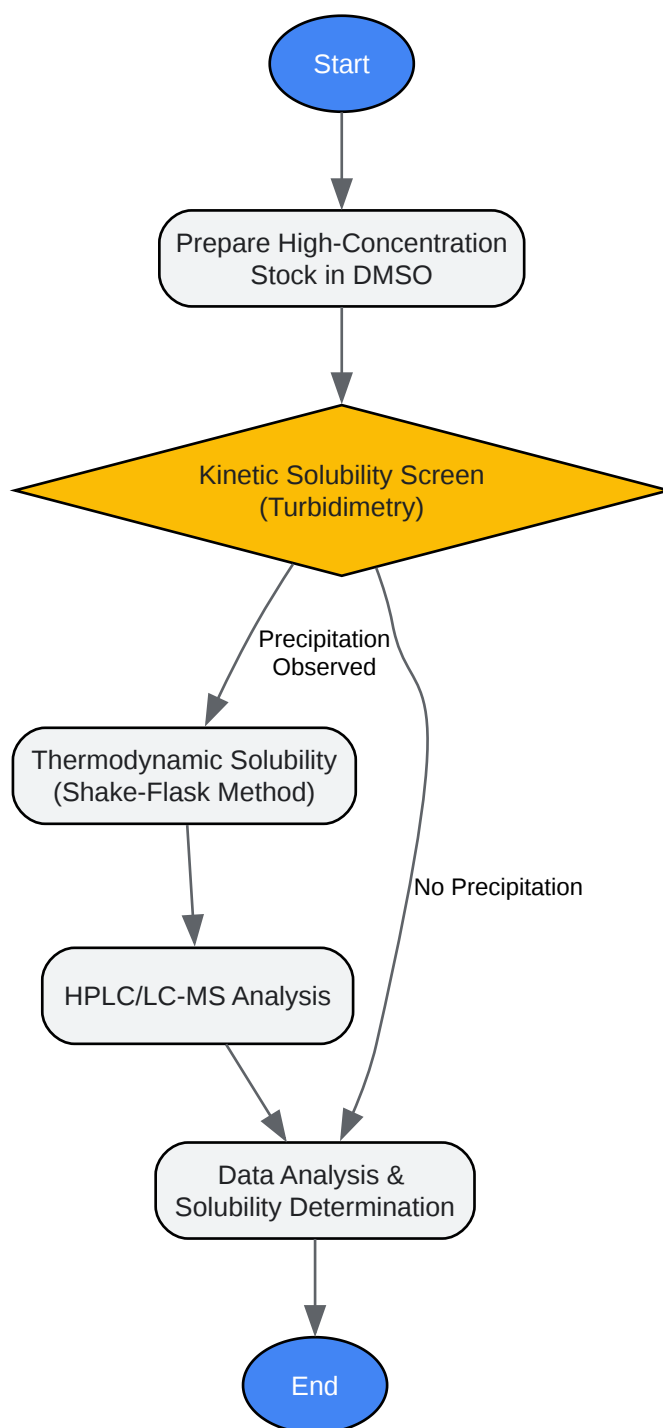 Start
Prepare High-Concentration
Stock in DMSO
Kinetic Solubility Screen
(Turbidimetry)
Precipitation
Observed
Thermodynamic Solubility
(Shake-Flask Method)
No Precipitation
HPLC/LC-MS Analysis
Data Analysis &
Solubility Determination
End